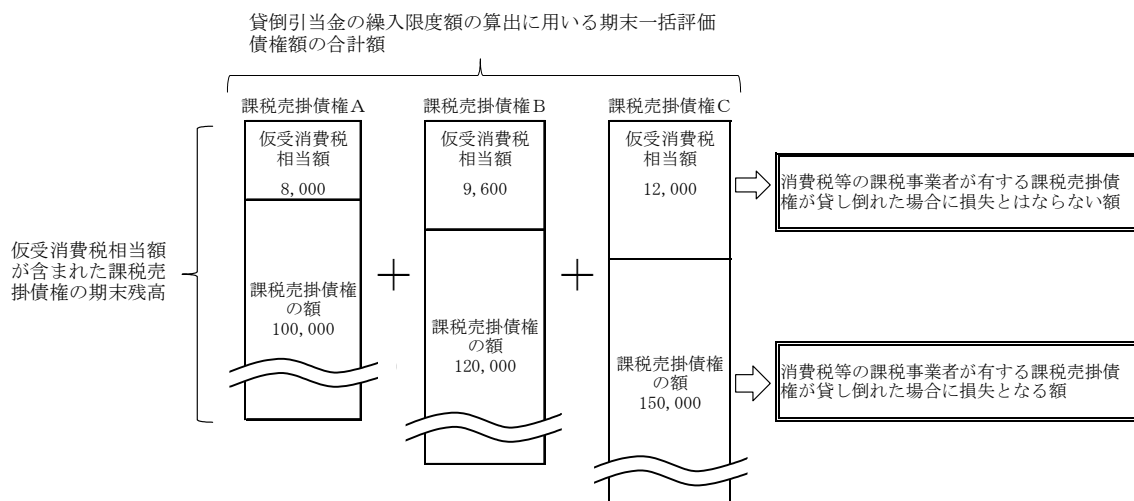 貸倒引当金の繰入限度額の算出に用いる期末一括評価
債権額の合計額
課税売掛債権A
課税売掛債権B
課税売掛債権C
仮受消費税
相当額
8,000
仮受消費税
相当額
9,600
仮受消費税
相当額
12,000
消費税等の課税事業者が有する課税売掛債
権が貸し倒れた場合に損失とはならない額
仮受消費税相当額
が含まれた課税売
掛債権の期末残高
課税売掛債権
の額
100,000
＋
課税売掛債権
の額
120,000
＋
課税売掛債権
の額
150,000
消費税等の課税事業者が有する課税売掛債
権が貸し倒れた場合に損失となる額